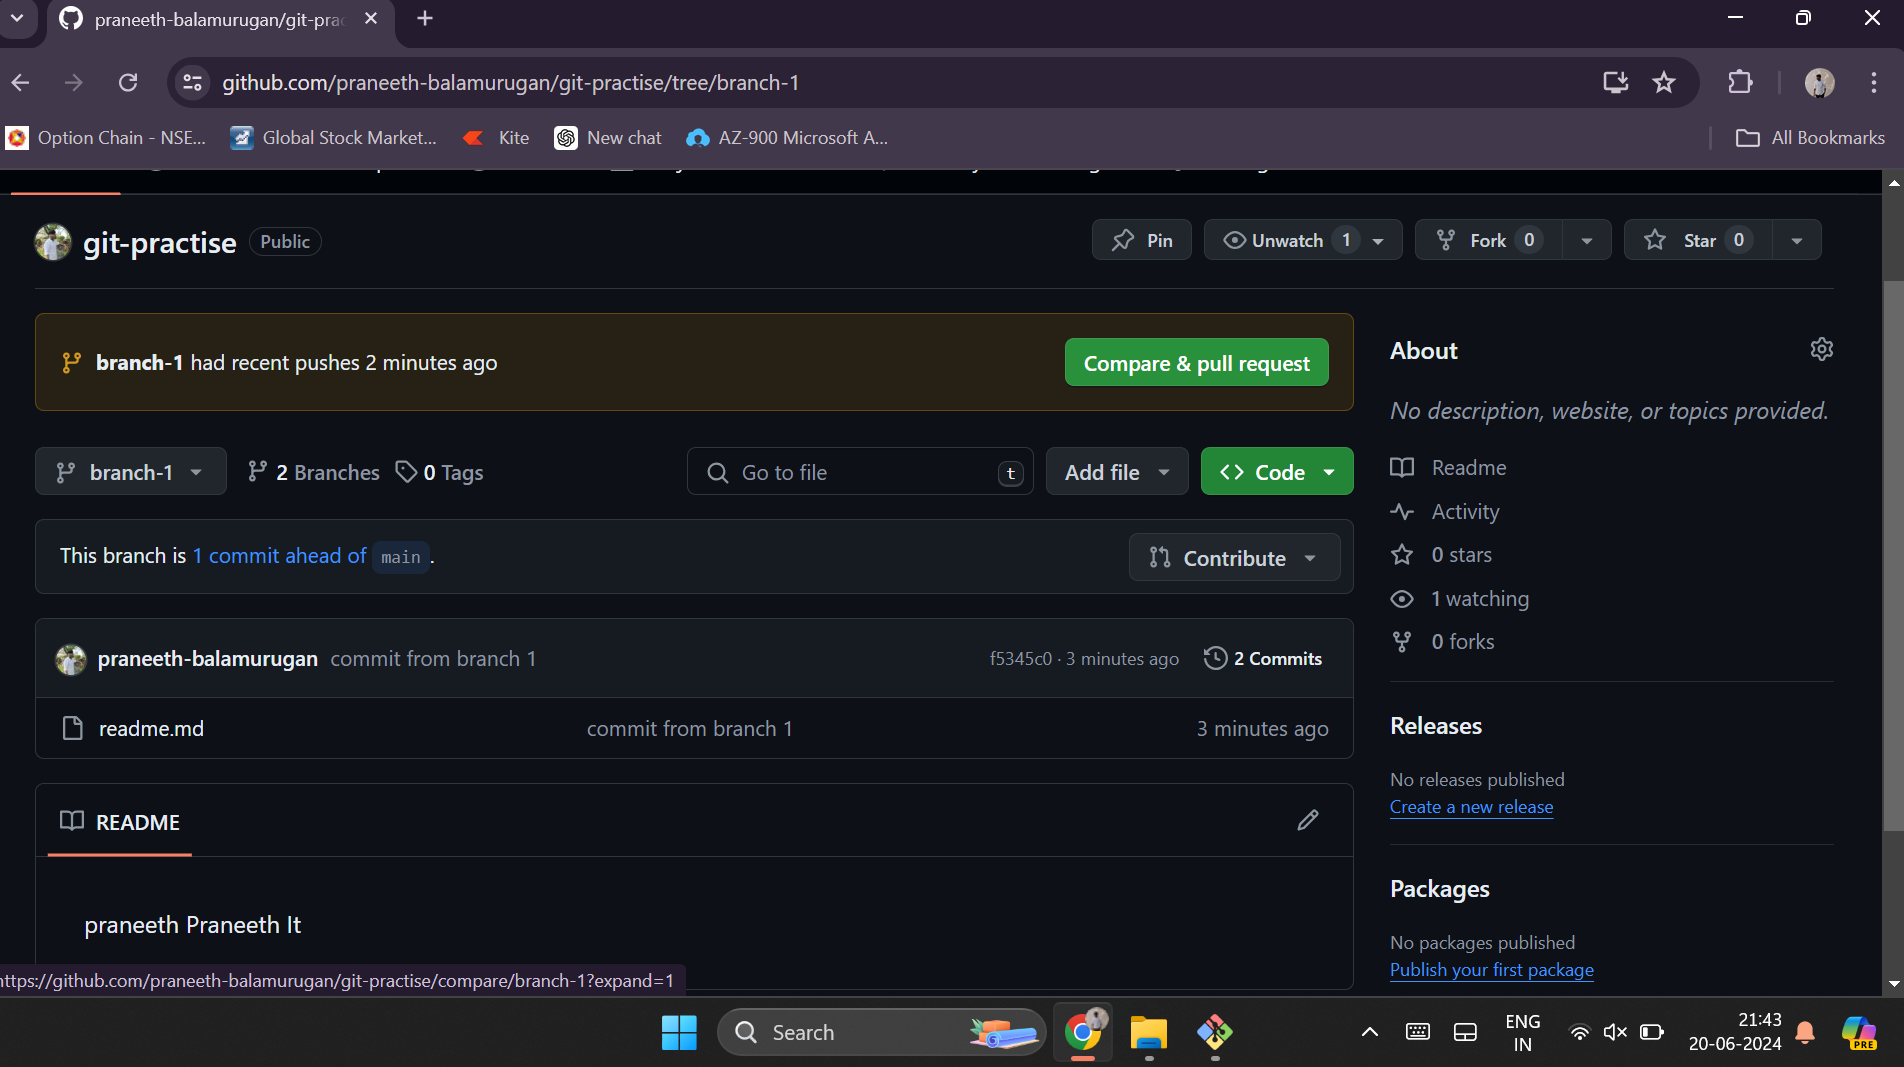 praneeth-balamurugan/git-prac
github.com/praneeth-balamurugan/git-practise/tree/branch-1
Option Chain - NSE... Global Stock Market... Kite New chat AZ-900 Microsoft A... All Bookmarks
git-practise Public Pin Unwatch 1 Fork 0 Star 0
branch-1 had recent pushes 2 minutes ago Compare & pull request
branch-1 2 Branches 0 Tags Go to file t Add file Code
This branch is 1 commit ahead of main .
Contribute
praneeth-balamurugan commit from branch 1 f5345c0 · 3 minutes ago 2 Commits
readme.md commit from branch 1 3 minutes ago
README
praneeth Praneeth It
About
No description, website, or topics provided.
Readme
Activity
0 stars
1 watching
0 forks
Releases
No releases published
Create a new release
Packages
No packages published
Publish your first package
https://github.com/praneeth-balamurugan/git-practise/compare/branch-1?expand=1
Search
ENG
IN
21:43
20-06-2024
PRE